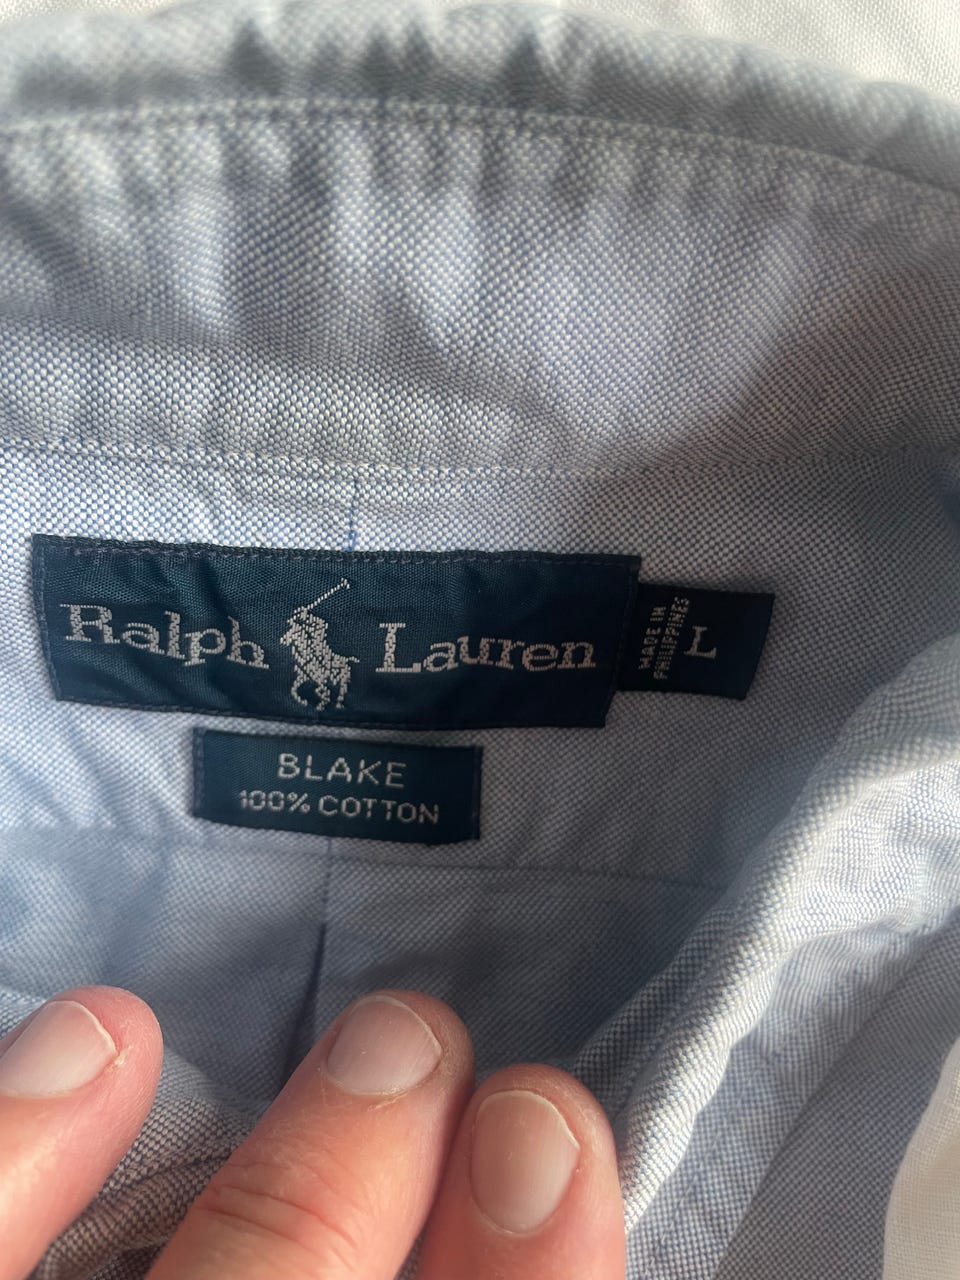 Ralph Lauren
MADE IN
PHILIPPINES
L
BLAKE
100% COTTON